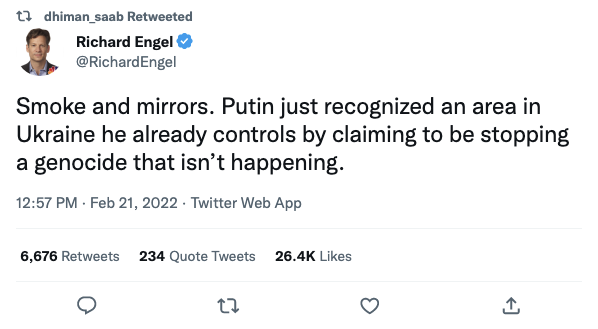 dhiman_saab Retweeted
Richard Engel
@RichardEngel
Smoke and mirrors. Putin just recognized an area in
Ukraine he already controls by claiming to be stopping
a genocide that isn’t happening.
12:57 PM · Feb 21, 2022 · Twitter Web App
6,676 Retweets 234 Quote Tweets 26.4K Likes